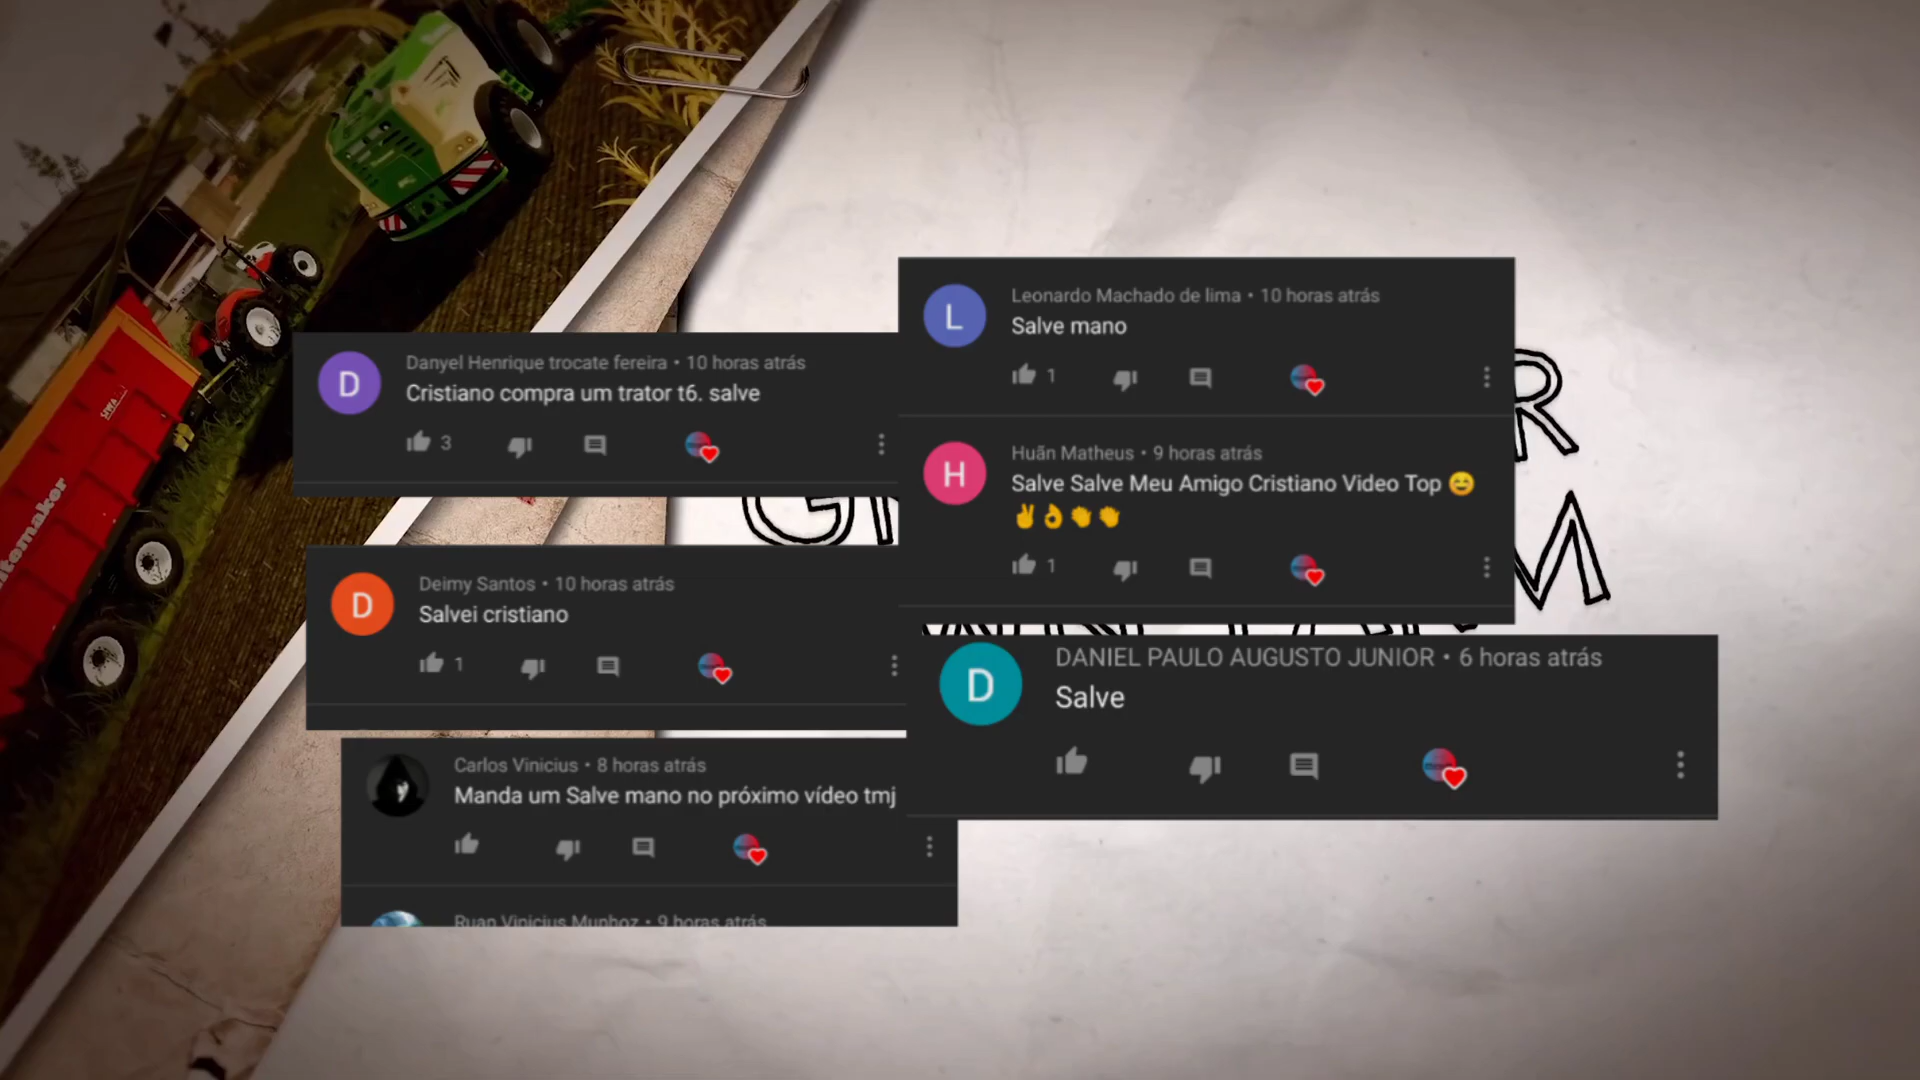 Danyel Henrique trocate fereira • 10 horas atrás
Cristiano compra um trator t6. salve
3
Deimy Santos • 10 horas atrás
Salvei cristiano
1
Carlos Vinicius • 8 horas atrás
Manda um Salve mano no próximo vídeo tmj
Ruan Vinicius Munhoz • 9 horas atrás
Leonardo Machado de lima • 10 horas atrás
Salve mano
1
Huãn Matheus • 9 horas atrás
Salve Salve Meu Amigo Cristiano Video Top 😊
✌👌👏👏
1
DANIEL PAULO AUGUSTO JUNIOR • 6 horas atrás
Salve
D
D
L
H
D